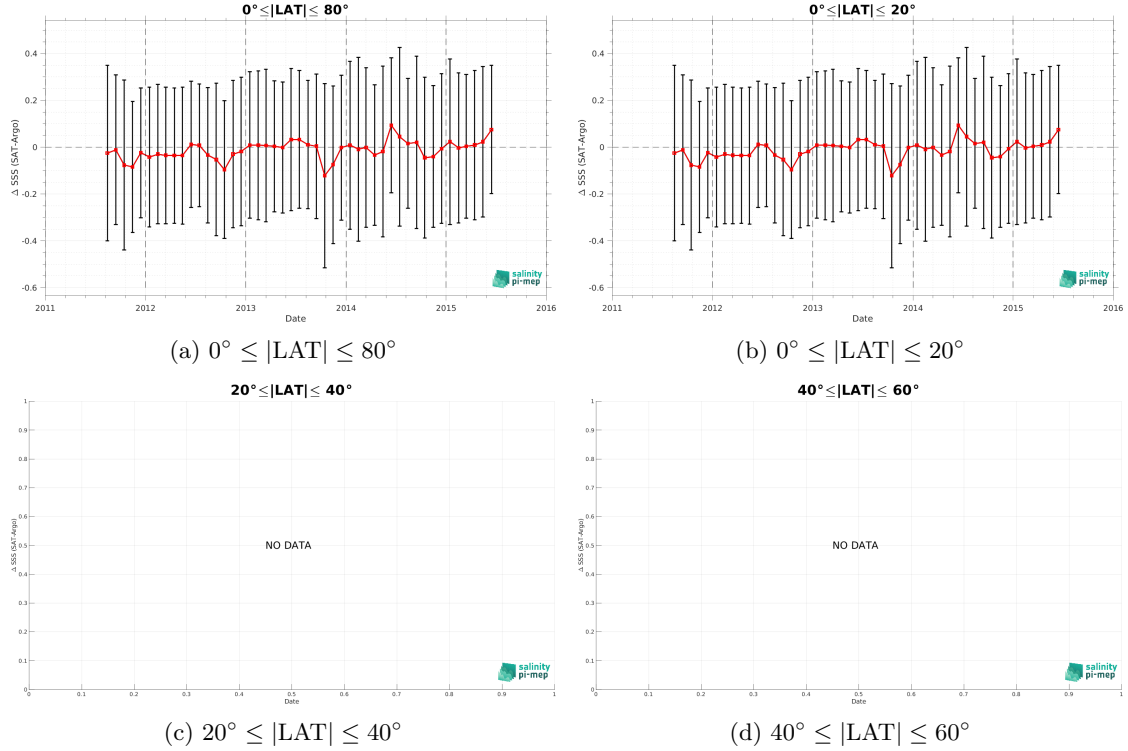 0°≤|LAT|≤ 80°
Δ SSS (SAT-Argo)
0.4
0.2
0
-0.2
-0.4
-0.6
2011 2012 2013 2014 2015 2016
Date
salinity
pi-mep
(a) 0° ≤ |LAT| ≤ 80°
0°≤|LAT|≤ 20°
Δ SSS (SAT-Argo)
0.4
0.2
0
-0.2
-0.4
-0.6
2011 2012 2013 2014 2015 2016
Date
salinity
pi-mep
(b) 0° ≤ |LAT| ≤ 20°
20°≤|LAT|≤ 40°
Δ SSS (SAT-Argo)
1
0.9
0.8
0.7
0.6
0.5
0.4
0.3
0.2
0.1
0
NO DATA
0 0.1 0.2 0.3 0.4 0.5 0.6 0.7 0.8 0.9 1
Date
salinity
pi-mep
(c) 20° ≤ |LAT| ≤ 40°
40°≤|LAT|≤ 60°
Δ SSS (SAT-Argo)
1
0.9
0.8
0.7
0.6
0.5
0.4
0.3
0.2
0.1
0
NO DATA
0 0.1 0.2 0.3 0.4 0.5 0.6 0.7 0.8 0.9 1
Date
salinity
pi-mep
(d) 40° ≤ |LAT| ≤ 60°